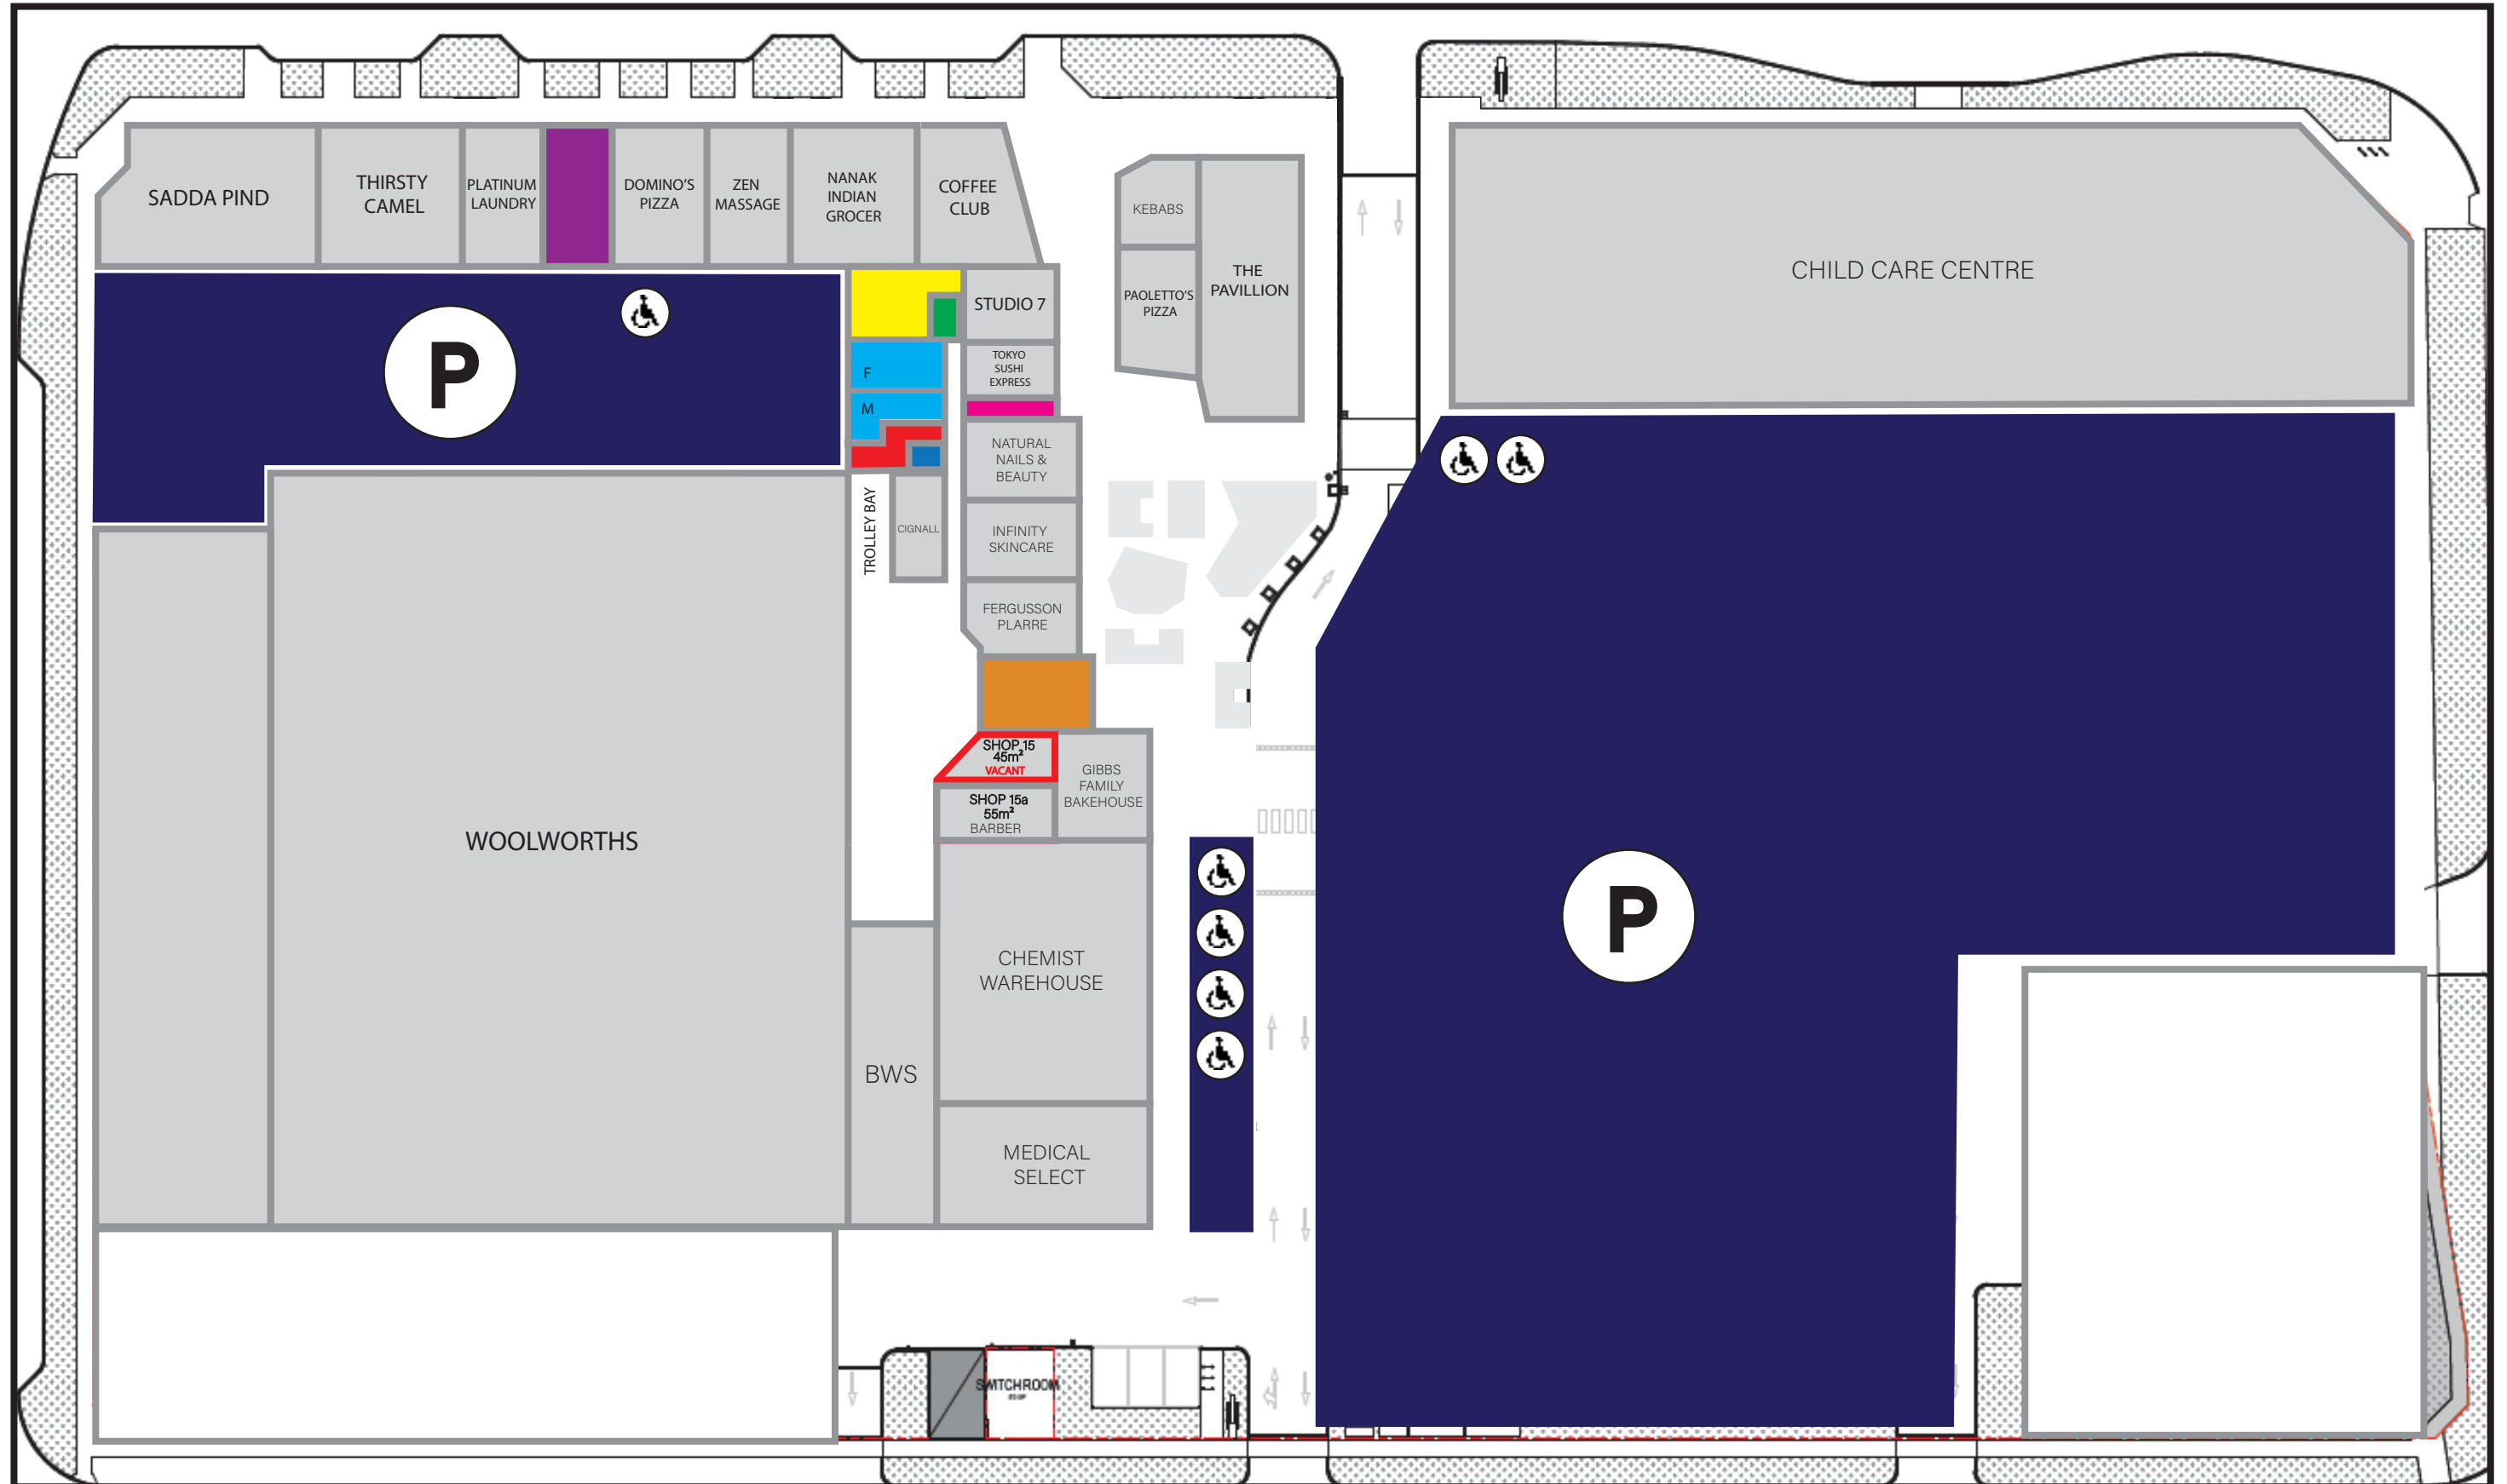 SADDA PIND
THIRSTY
CAMEL
PLATINUM
LAUNDRY
DOMINO'S
PIZZA
ZEN
MASSAGE
NANAK
INDIAN
GROCER
COFFEE
CLUB
KEBABS
PAOLETTO'S
PIZZA
THE
PAVILLION
CHILD CARE CENTRE
P
STUDIO 7
F
TOKYO
SUSHI
EXPRESS
M
NATURAL
NAILS &
BEAUTY
TROLLEY BAY
CIGNALL
INFINITY
SKINCARE
FERGUSSON
PLARRE
SHOP 15
45m²
VACANT
SHOP 15a
55m²
BARBER
GIBBS
FAMILY
BAKEHOUSE
WOOLWORTHS
P
CHEMIST
WAREHOUSE
BWS
MEDICAL
SELECT
SWITCHROOM